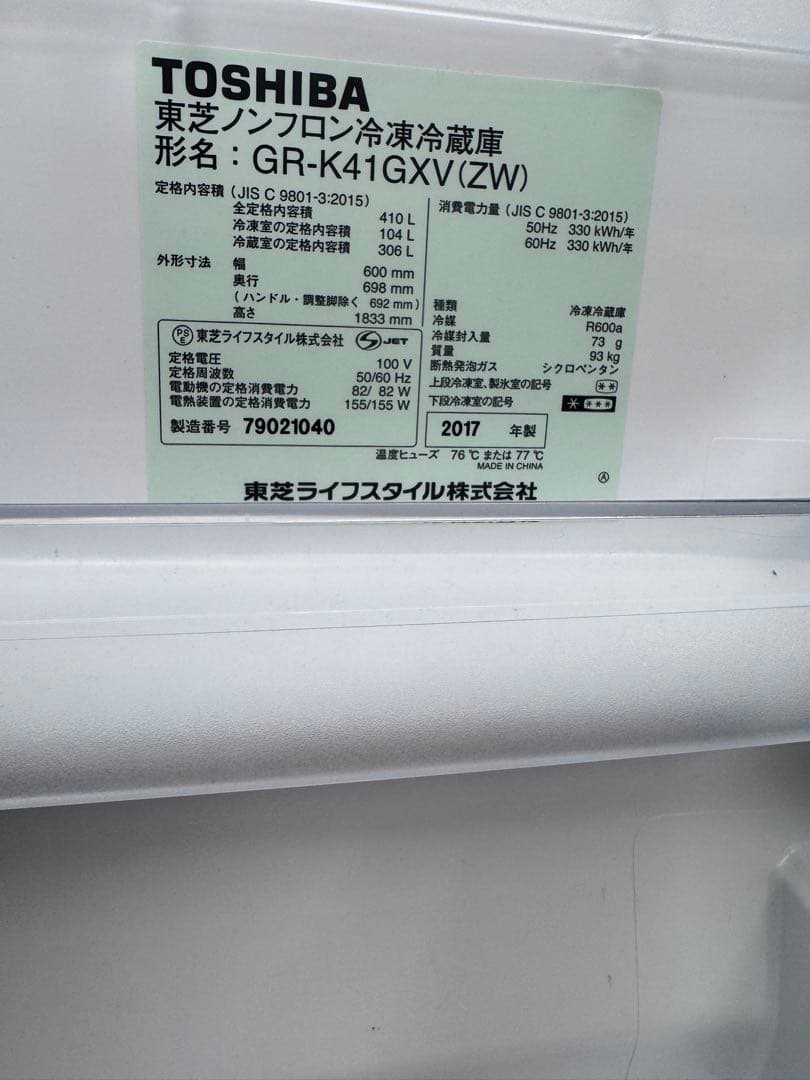 TOSHIBA
東芝ノンフロン冷凍冷蔵庫
形名：GR-K41GXV(ZW)
定格内容積 (JIS C 9801-3:2015)
全定格内容積 410 L
冷凍室の定格内容積 104 L
冷蔵室の定格内容積 306 L
外形寸法 幅 600 mm
奥行 698 mm
(ハンドル・調整脚除く 692 mm)
高さ 1833 mm
PSE 東芝ライフスタイル株式会社 S JET
定格電圧 100 V
定格周波数 50/60 Hz
電動機の定格消費電力 82/ 82 W
電熱装置の定格消費電力 155/155 W
製造番号 79021040
消費電力量 (JIS C 9801-3:2015)
50Hz 330 kWh/年
60Hz 330 kWh/年
種類 冷凍冷蔵庫
冷媒 R600a
冷媒封入量 73 g
質量 93 kg
断熱発泡ガス シクロペンタン
上段冷凍室、製氷室の記号 **
下段冷凍室の記号 * ***
2017 年製
温度ヒューズ 76 ℃ または 77 ℃
MADE IN CHINA
Ⓐ
東芝ライフスタイル株式会社